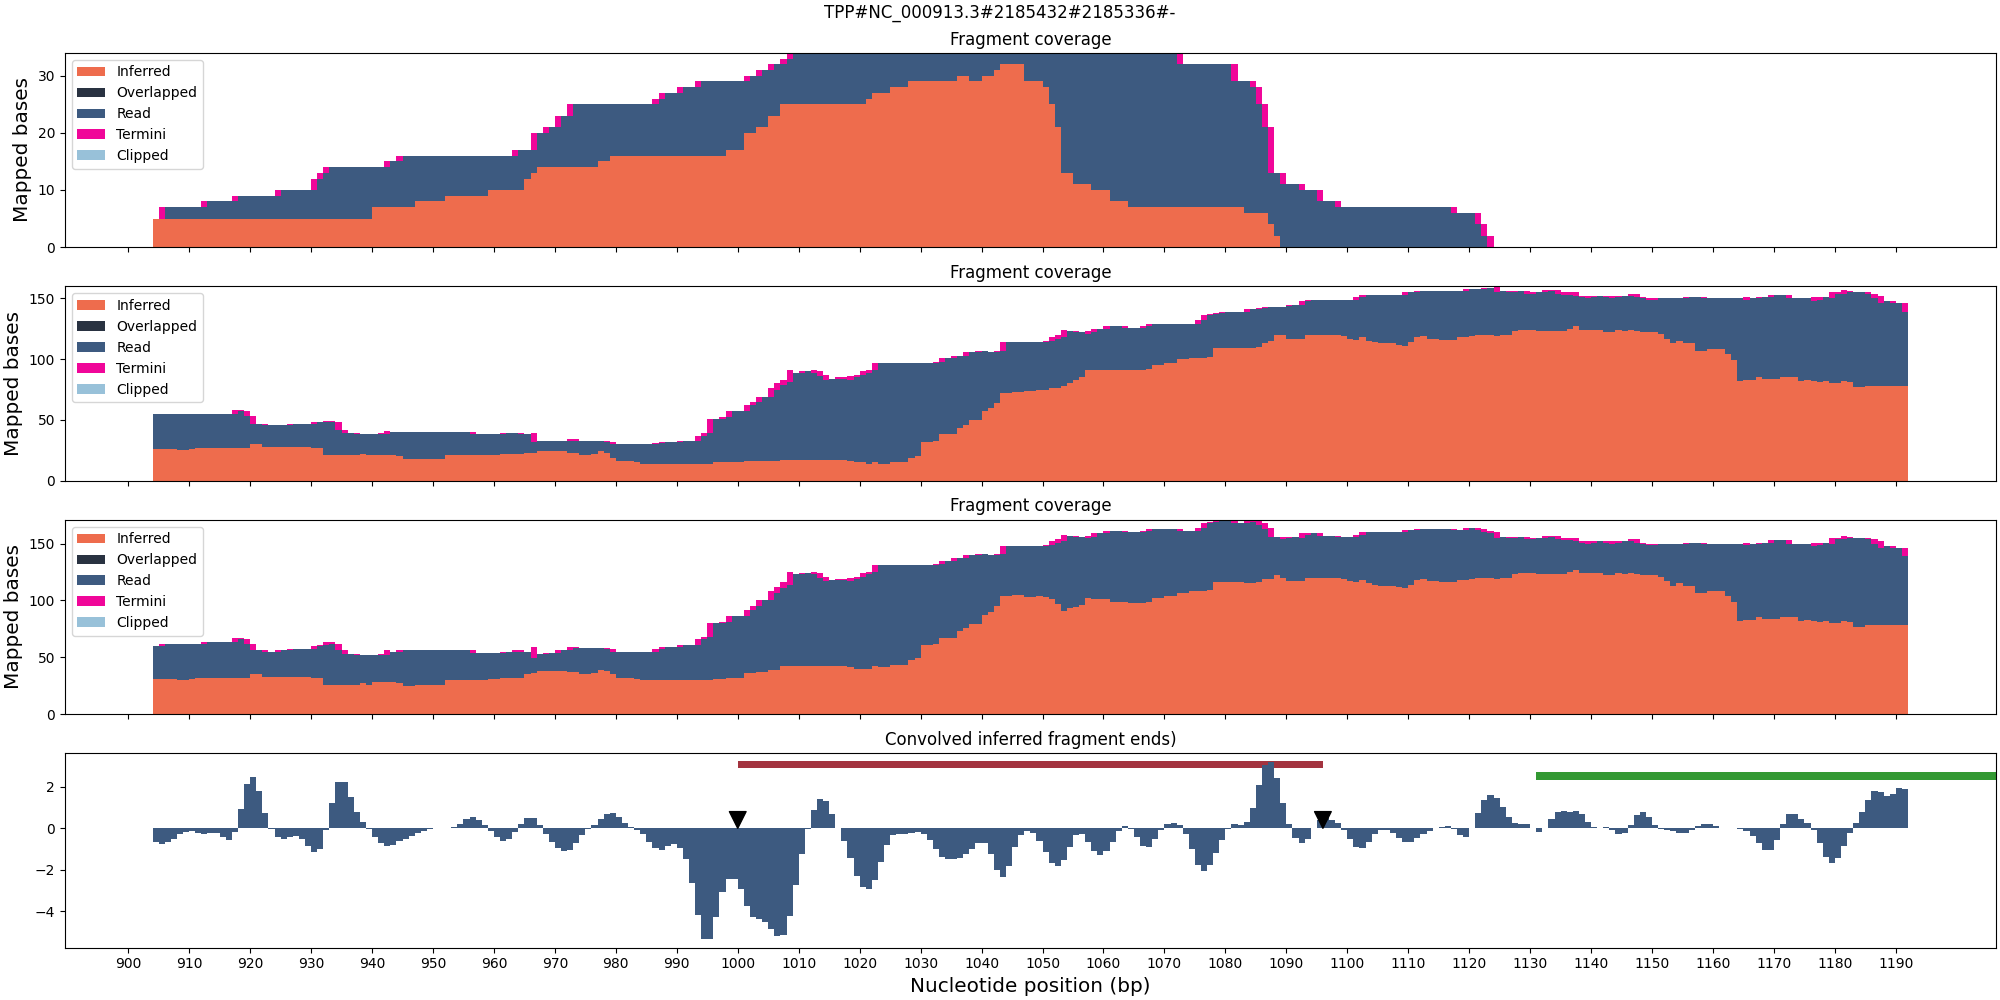 TPP#NC_000913.3#2185432#2185336#-
Fragment coverage
Mapped bases
30
20
10
0
Inferred
Overlapped
Read
Termini
Clipped
Fragment coverage
Mapped bases
150
100
50
0
Inferred
Overlapped
Read
Termini
Clipped
Fragment coverage
Mapped bases
150
100
50
0
Inferred
Overlapped
Read
Termini
Clipped
Convolved inferred fragment ends)
2
0
−2
−4
900 910 920 930 940 950 960 970 980 990 1000 1010 1020 1030 1040 1050 1060 1070 1080 1090 1100 1110 1120 1130 1140 1150 1160 1170 1180 1190
Nucleotide position (bp)